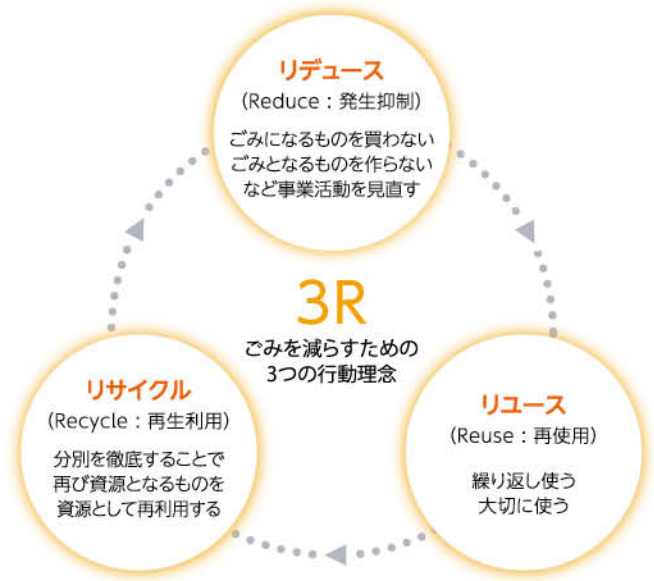 リデュース
(Reduce：発生抑制)
ごみになるものを買わない
ごみとなるものを作らない
など事業活動を見直す
3R
ごみを減らすための
3つの行動理念
リサイクル
(Recycle：再生利用)
分別を徹底することで
再び資源となるものを
資源として再利用する
リユース
(Reuse：再使用)
繰り返し使う
大切に使う